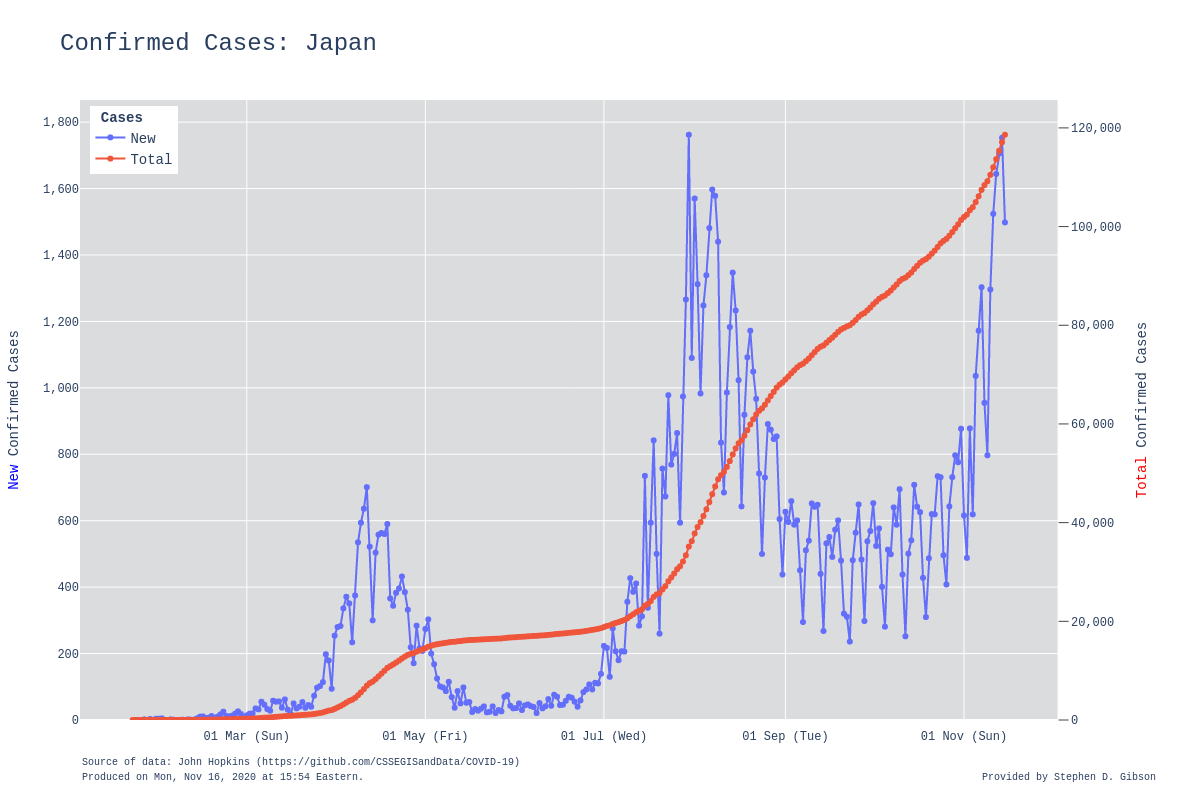 Confirmed Cases: Japan
Cases
New
Total
1,800
1,600
1,400
1,200
1,000
800
600
400
200
0
120,000
100,000
80,000
60,000
40,000
20,000
0
New Confirmed Cases
Total Confirmed Cases
01 Mar (Sun)
01 May (Fri)
01 Jul (Wed)
01 Sep (Tue)
01 Nov (Sun)
Source of data: John Hopkins (https://github.com/CSSEGISandData/COVID-19)
Produced on Mon, Nov 16, 2020 at 15:54 Eastern.
Provided by Stephen D. Gibson